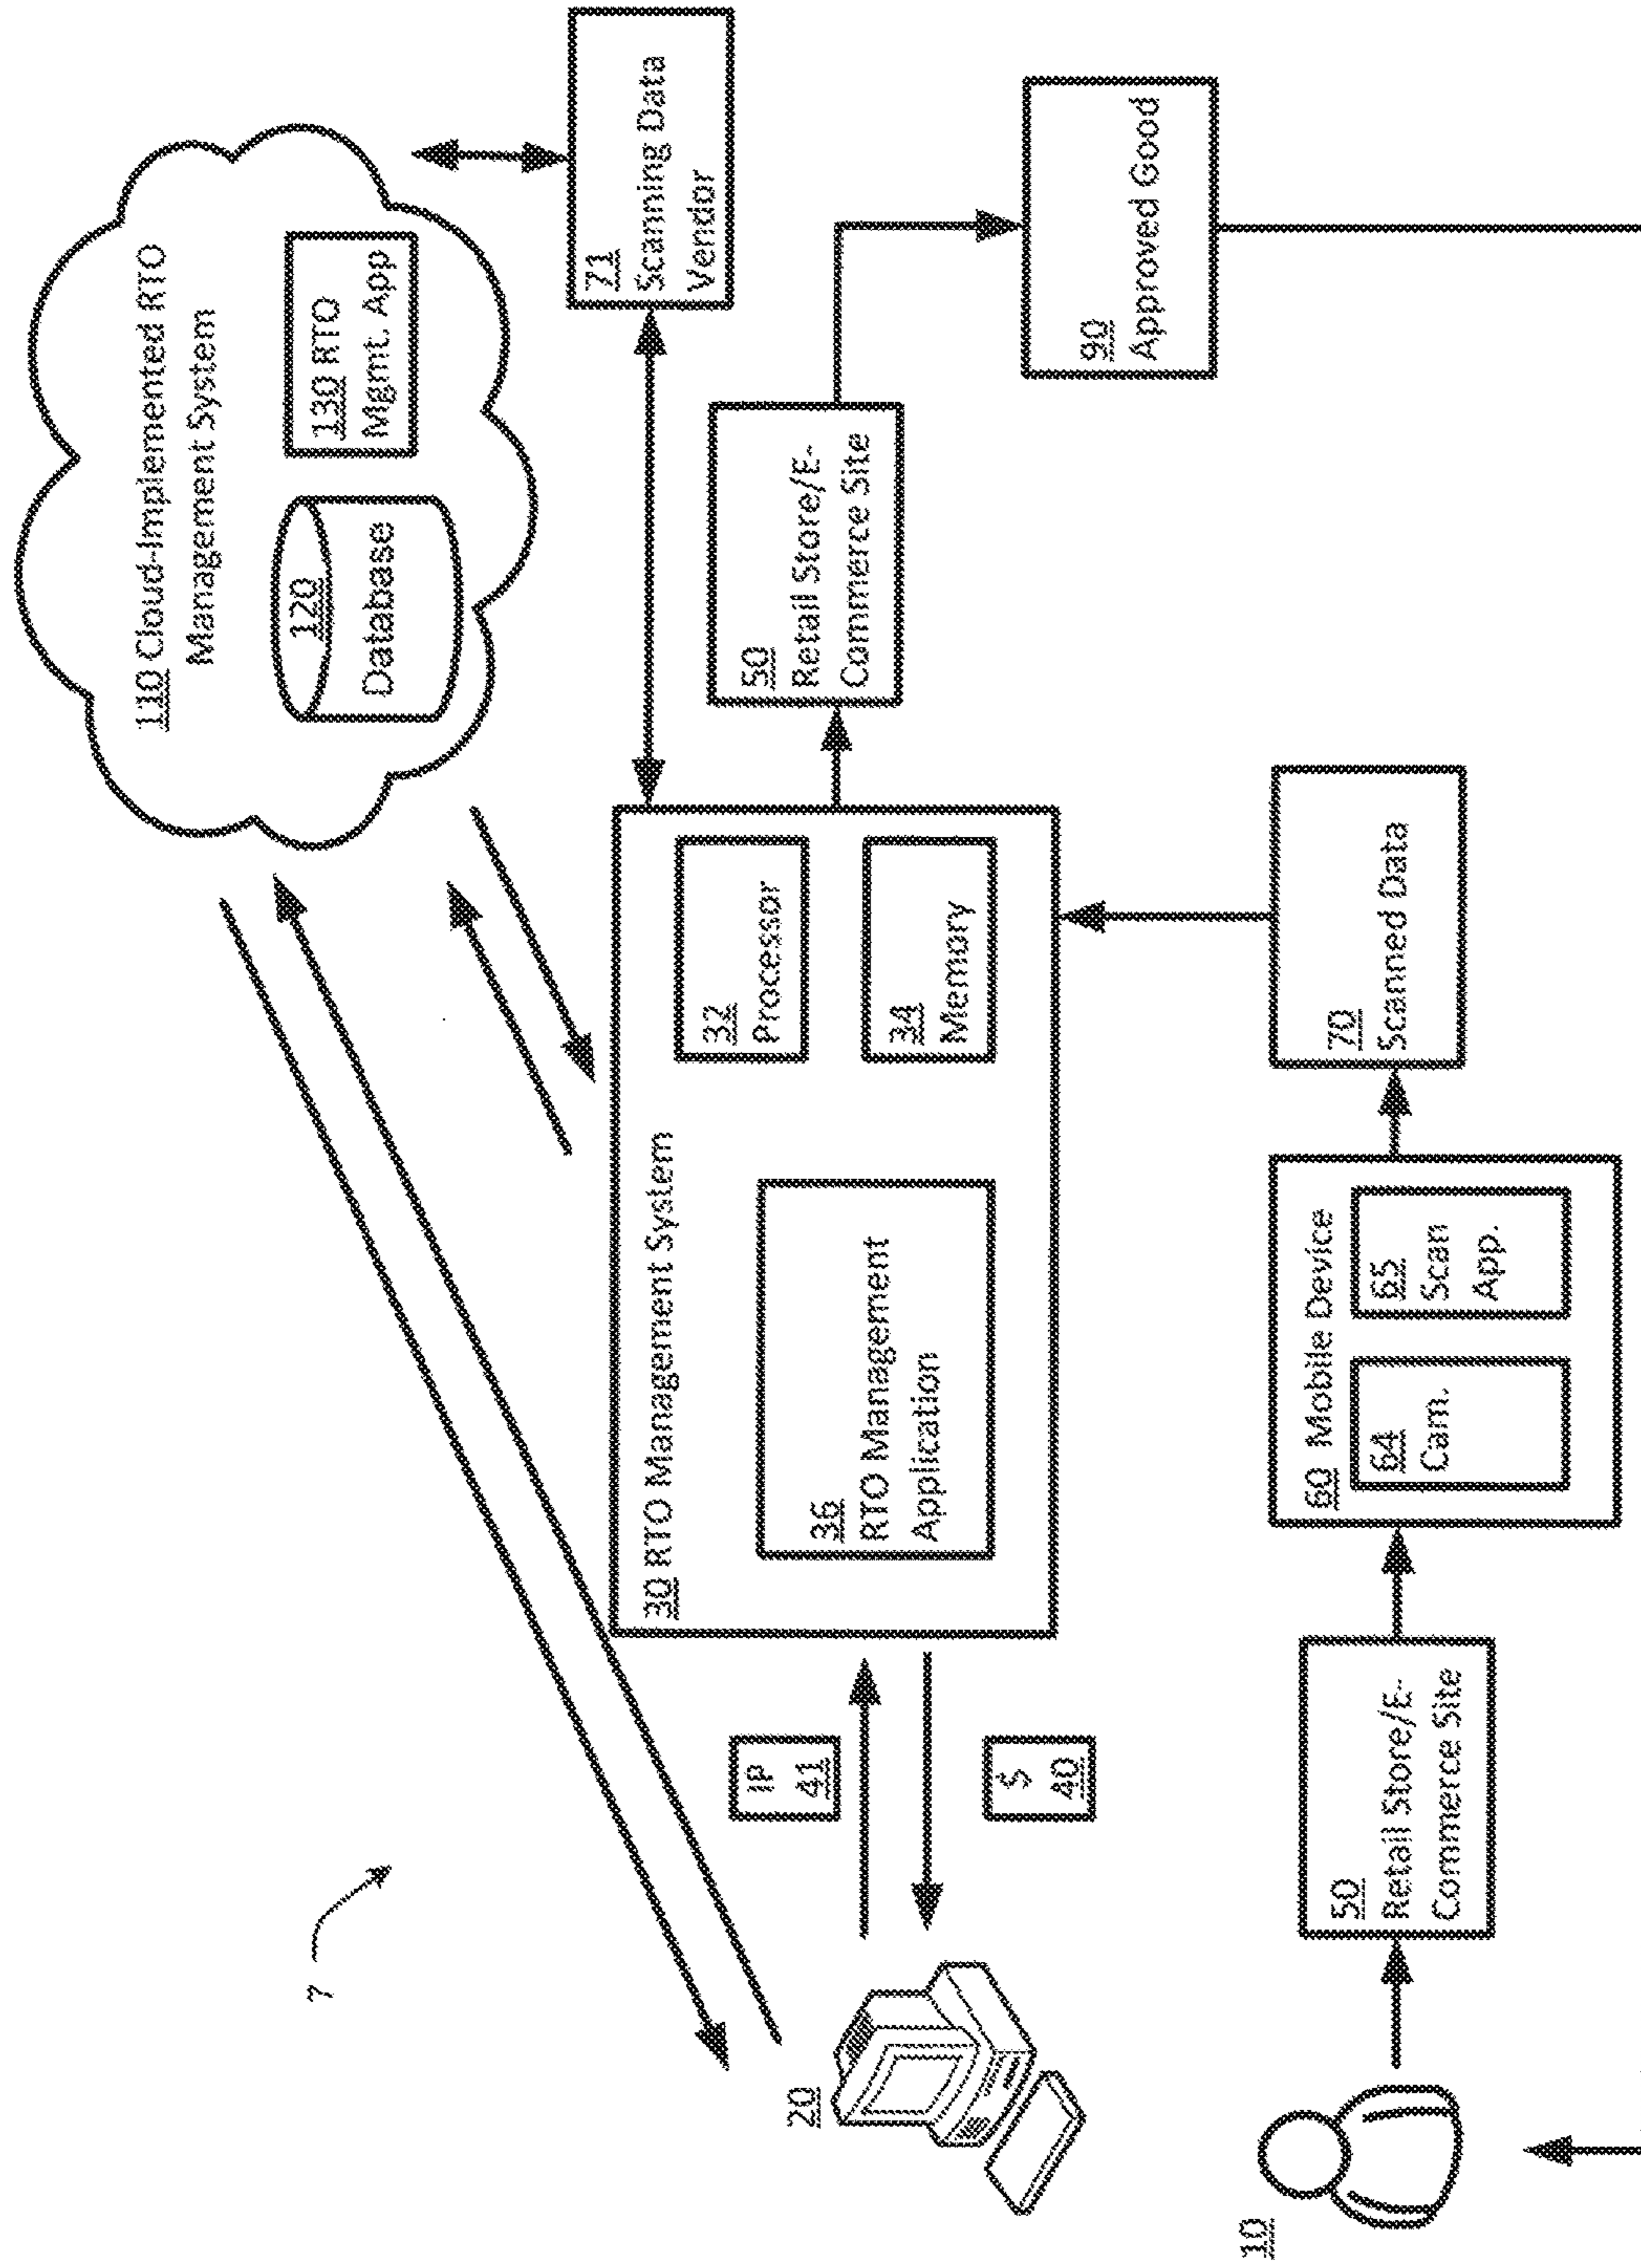 7
110 Cloud-Implemented RTO
Management System
120
Database
130 RTO
Mgmt. App
20
IP
41
$
40
30 RTO Management System
36
RTO Management
Application
32
Processor
34
Memory
71
Scanning Data
Vendor
50
Retail Store/E-
Commerce Site
90
Approved Good
10
50
Retail Store/E-
Commerce Site
60 Mobile Device
64
Cam.
65
Scan
App.
70
Scanned Data